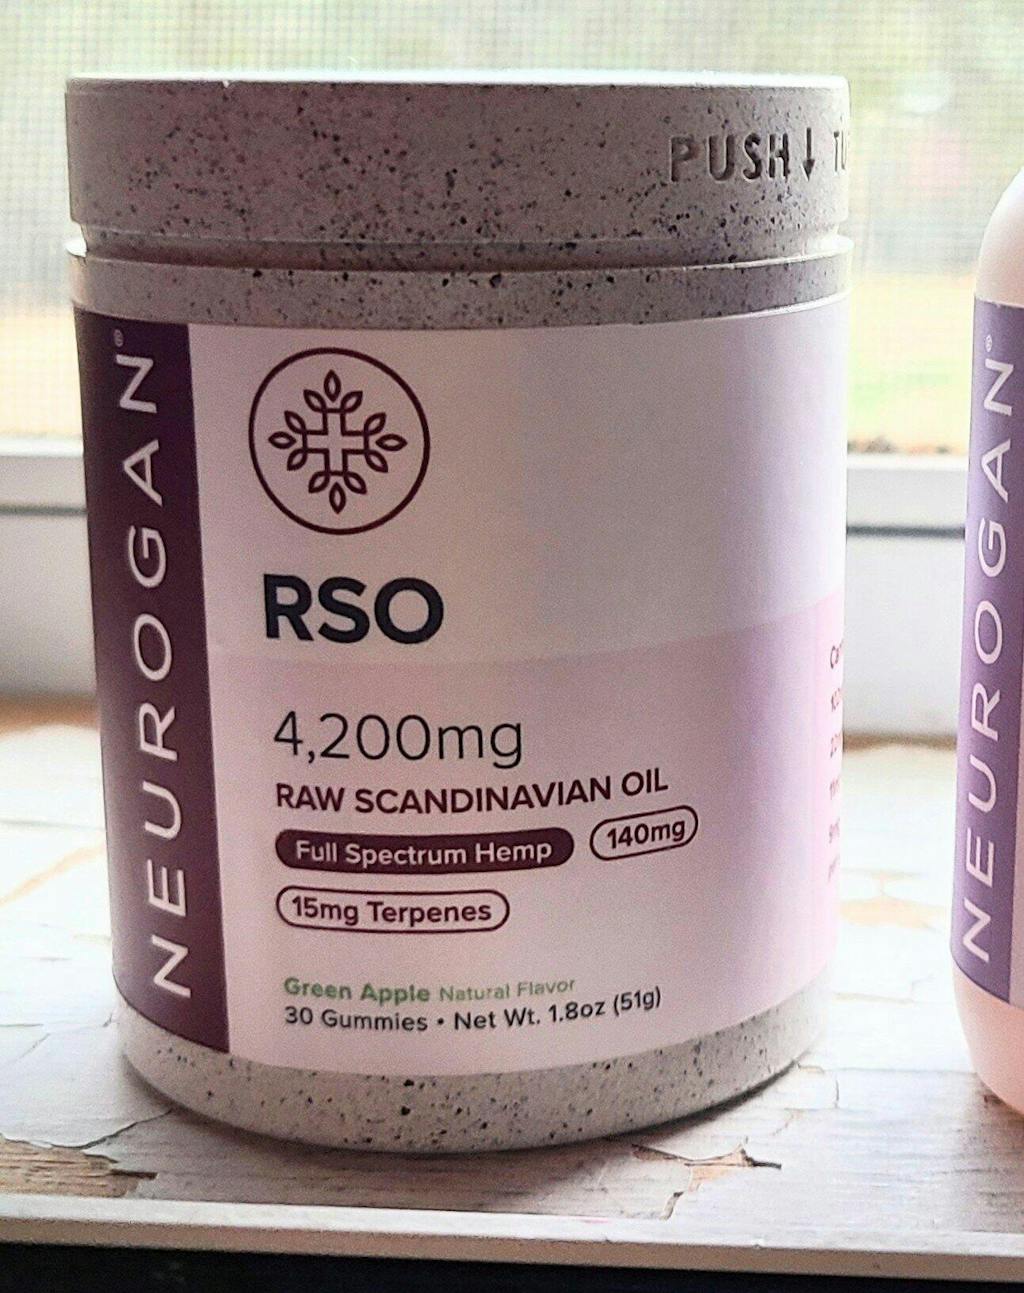 PUSH↓
NEUROGAN®
RSO
4,200mg
RAW SCANDINAVIAN OIL
Full Spectrum Hemp 140mg
15mg Terpenes
Green Apple Natural Flavor
30 Gummies • Net Wt. 1.8oz (51g)
NEUROGAN®